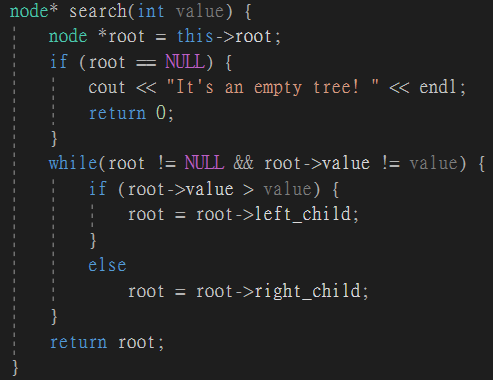 node* search(int value) {
    node *root = this->root;
    if (root == NULL) {
        cout << "It's an empty tree! " << endl;
        return 0;
    }
    while(root != NULL && root->value != value) {
        if (root->value > value) {
            root = root->left_child;
        }
        else
            root = root->right_child;
    }
    return root;
}